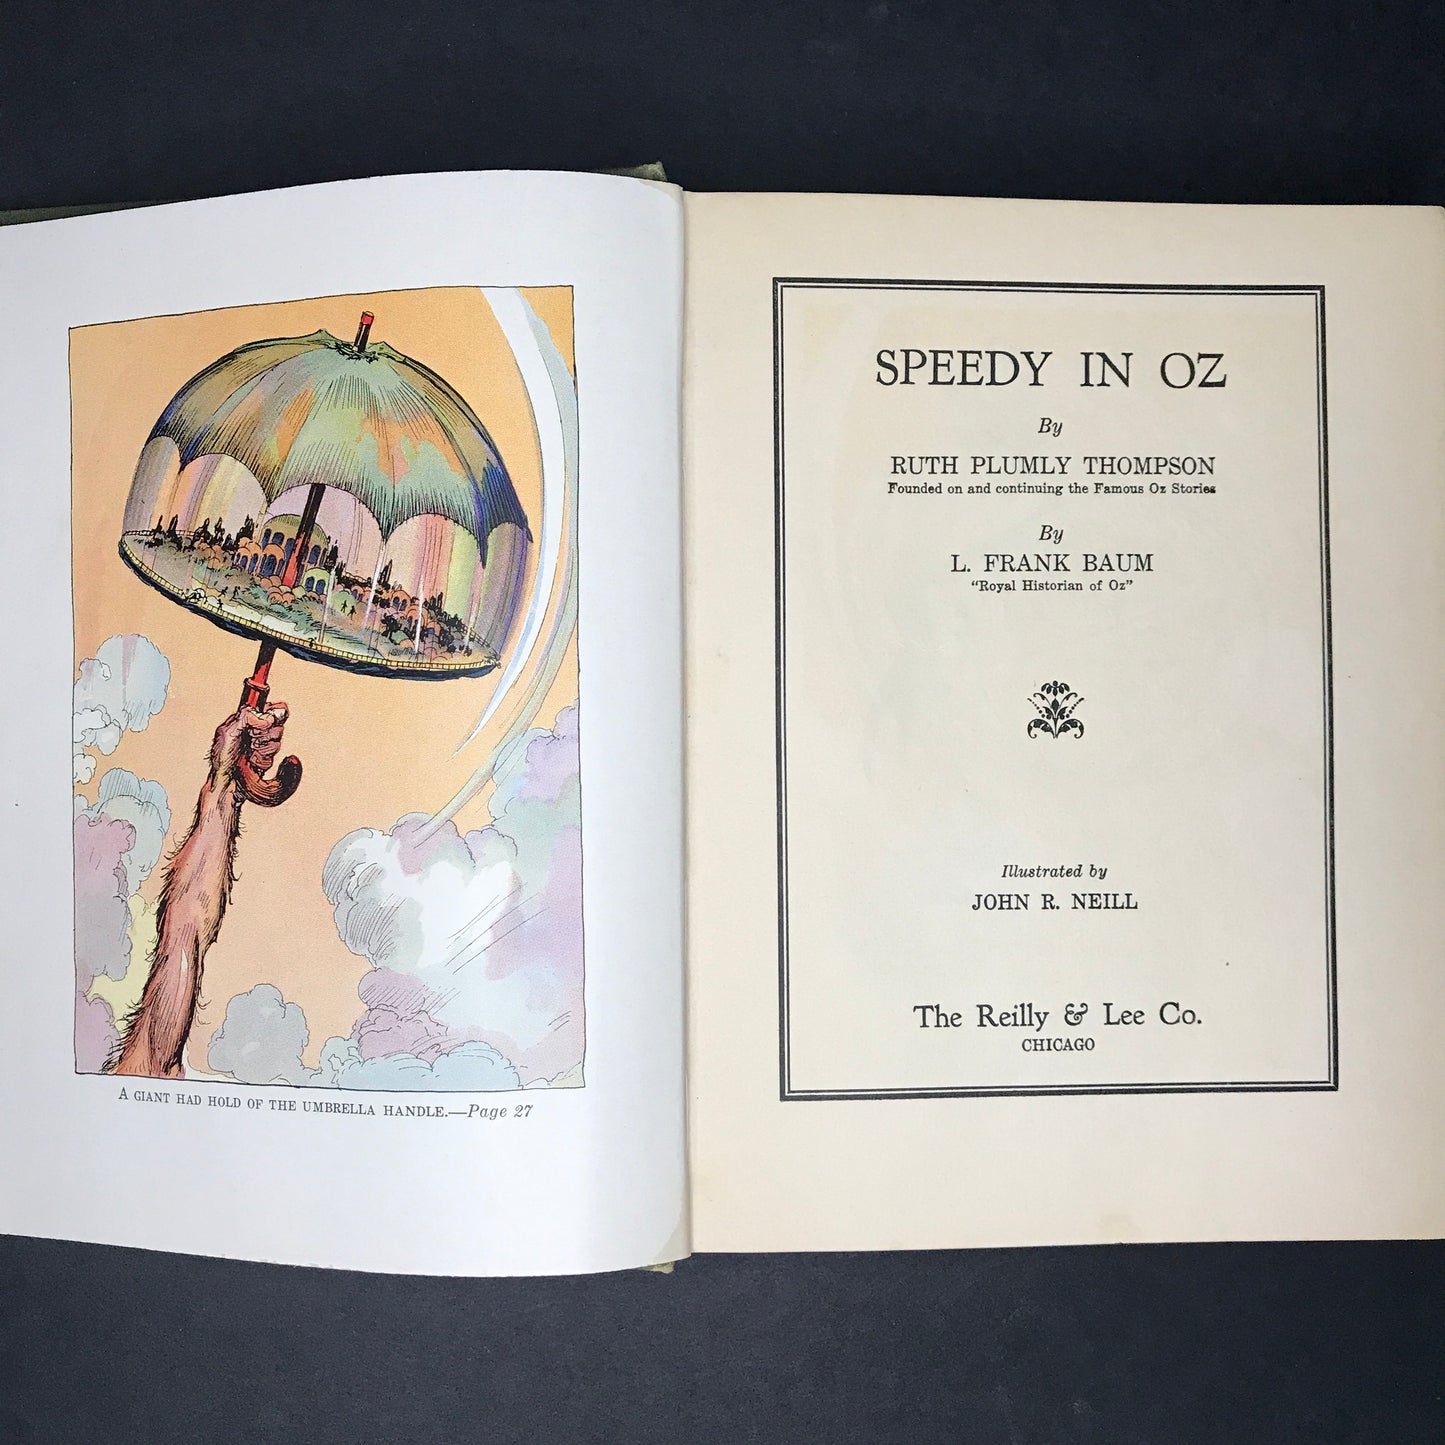 A GIANT HAD HOLD OF THE UMBRELLA HANDLE.—Page 27
SPEEDY IN OZ
By
RUTH PLUMLY THOMPSON
Founded on and continuing the Famous Oz Stories
By
L. FRANK BAUM
“Royal Historian of Oz”
Illustrated by
JOHN R. NEILL
The Reilly & Lee Co.
CHICAGO